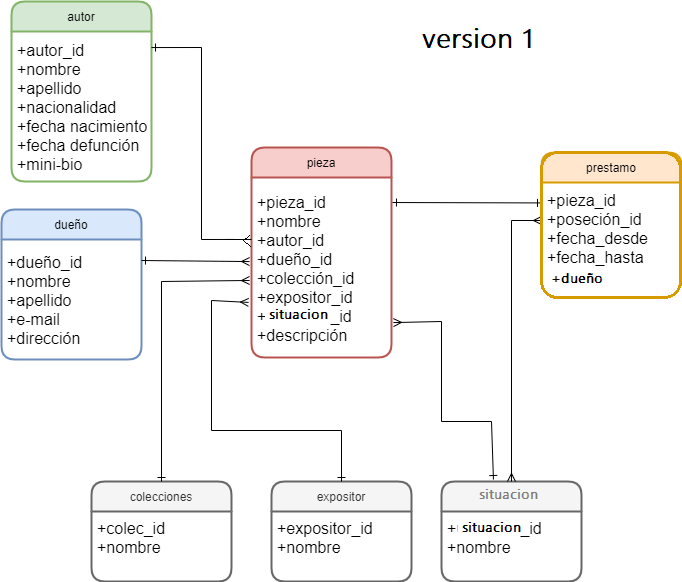 version 1
autor
+autor_id
+nombre
+apellido
+nacionalidad
+fecha nacimiento
+fecha defunción
+mini-bio
dueño
+dueño_id
+nombre
+apellido
+e-mail
+dirección
pieza
+pieza_id
+nombre
+autor_id
+dueño_id
+colección_id
+expositor_id
+ situacion _id
+descripción
prestamo
+pieza_id
+poseción_id
+fecha_desde
+fecha_hasta
+dueño
colecciones
+colec_id
+nombre
expositor
+expositor_id
+nombre
situacion
+ situacion_id
+nombre